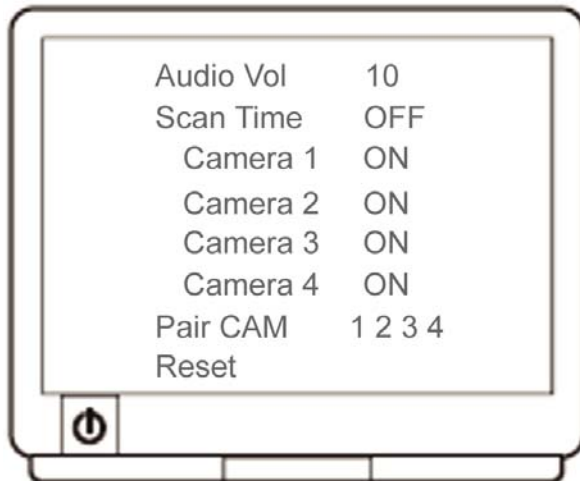 Audio Vol 10
Scan Time OFF
Camera 1 ON
Camera 2 ON
Camera 3 ON
Camera 4 ON
Pair CAM 1 2 3 4
Reset